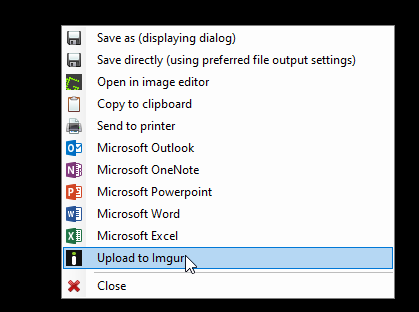 Save as (displaying dialog)
Save directly (using preferred file output settings)
Open in image editor
Copy to clipboard
Send to printer
Microsoft Outlook
Microsoft OneNote
Microsoft Powerpoint
Microsoft Word
Microsoft Excel
Upload to Imgur
Close